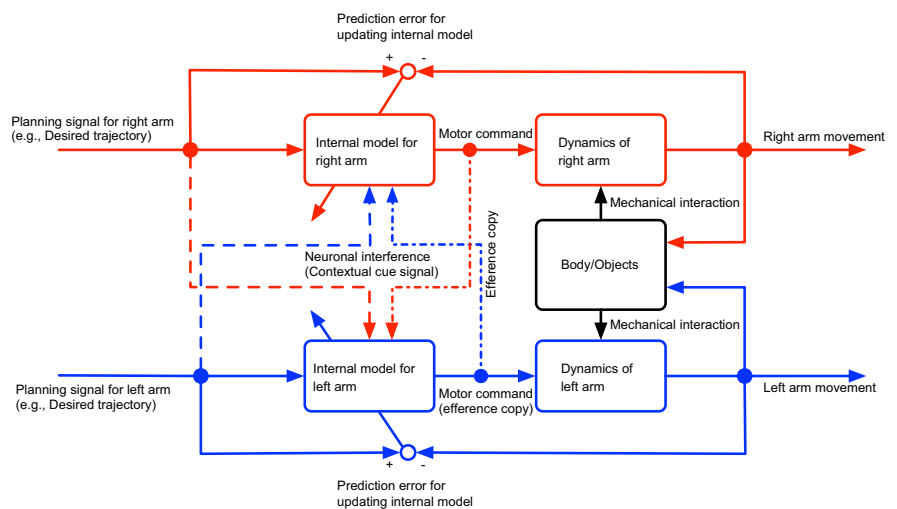 Prediction error for
updating internal model
+ -
Planning signal for right arm
(e.g., Desired trajectory)
Internal model for
right arm
Motor command
Dynamics of
right arm
Right arm movement
Mechanical interaction
Efference copy
Neuronal interference
(Contextual cue signal)
Body/Objects
Mechanical interaction
Planning signal for left arm
(e.g., Desired trajectory)
Internal model for
left arm
Motor command
(efference copy)
Dynamics of
left arm
Left arm movement
+ -
Prediction error for
updating internal model